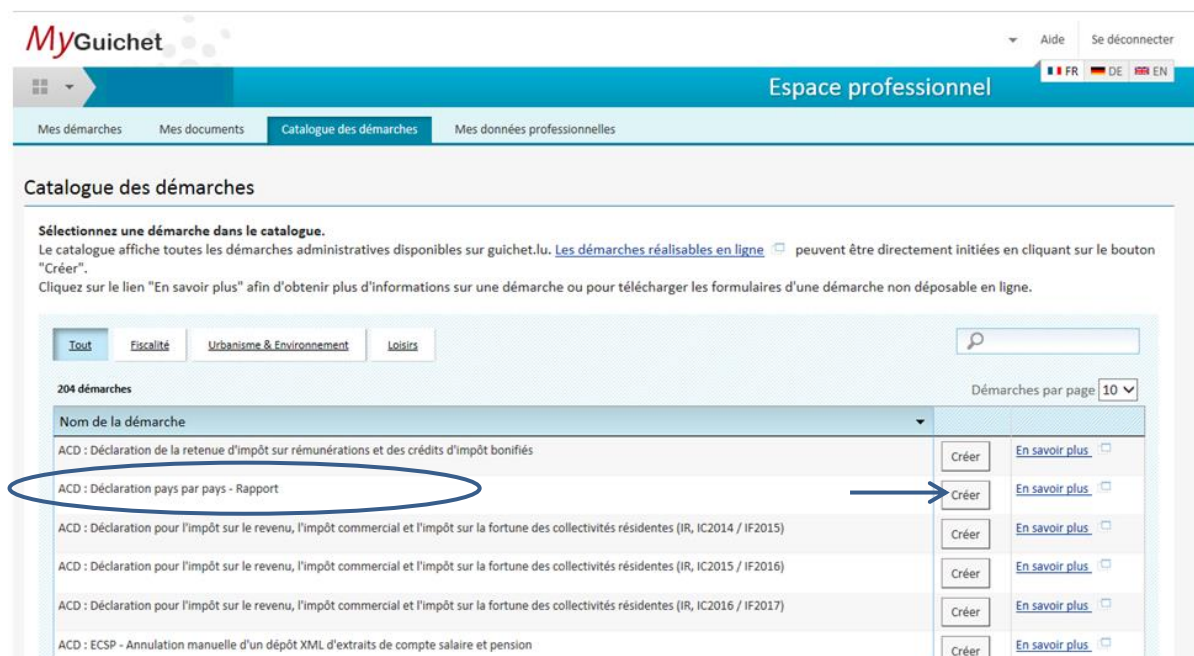 MyGuichet
Aide Se déconnecter
FR DE EN
Espace professionnel
Mes démarches Mes documents Catalogue des démarches Mes données professionnelles
Catalogue des démarches
Sélectionnez une démarche dans le catalogue.
Le catalogue affiche toutes les démarches administratives disponibles sur guichet.lu. Les démarches réalisables en ligne peuvent être directement initiées en cliquant sur le bouton
"Créer".
Cliquez sur le lien "En savoir plus" afin d'obtenir plus d'informations sur une démarche ou pour télécharger les formulaires d'une démarche non déposable en ligne.
Tout Fiscalité Urbanisme & Environnement Loisirs
204 démarches Démarches par page 10
Nom de la démarche
ACD : Déclaration de la retenue d'impôt sur rémunérations et des crédits d'impôt bonifiés Créer En savoir plus
ACD : Déclaration pays par pays - Rapport Créer En savoir plus
ACD : Déclaration pour l'impôt sur le revenu, l'impôt commercial et l'impôt sur la fortune des collectivités résidentes (IR, IC2014 / IF2015) Créer En savoir plus
ACD : Déclaration pour l'impôt sur le revenu, l'impôt commercial et l'impôt sur la fortune des collectivités résidentes (IR, IC2015 / IF2016) Créer En savoir plus
ACD : Déclaration pour l'impôt sur le revenu, l'impôt commercial et l'impôt sur la fortune des collectivités résidentes (IR, IC2016 / IF2017) Créer En savoir plus
ACD : ECSP - Annulation manuelle d'un dépôt XML d'extraits de compte salaire et pension Créer En savoir plus